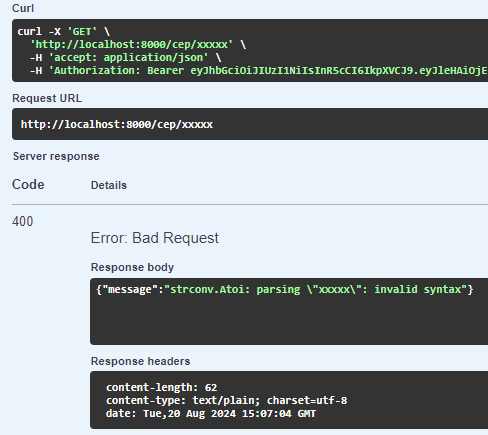 Curl
curl -X 'GET' \
'http://localhost:8000/cep/xxxxx' \
-H 'accept: application/json' \
-H 'Authorization: Bearer eyJhbGciOiJIUzI1NiIsInR5cCI6IkpXVCJ9.eyJleHAiOjE
Request URL
http://localhost:8000/cep/xxxxx
Server response
Code Details
400
Error: Bad Request
Response body
{"message":"strconv.Atoi: parsing \"xxxxx\": invalid syntax"}
Response headers
content-length: 62
content-type: text/plain; charset=utf-8
date: Tue,20 Aug 2024 15:07:04 GMT